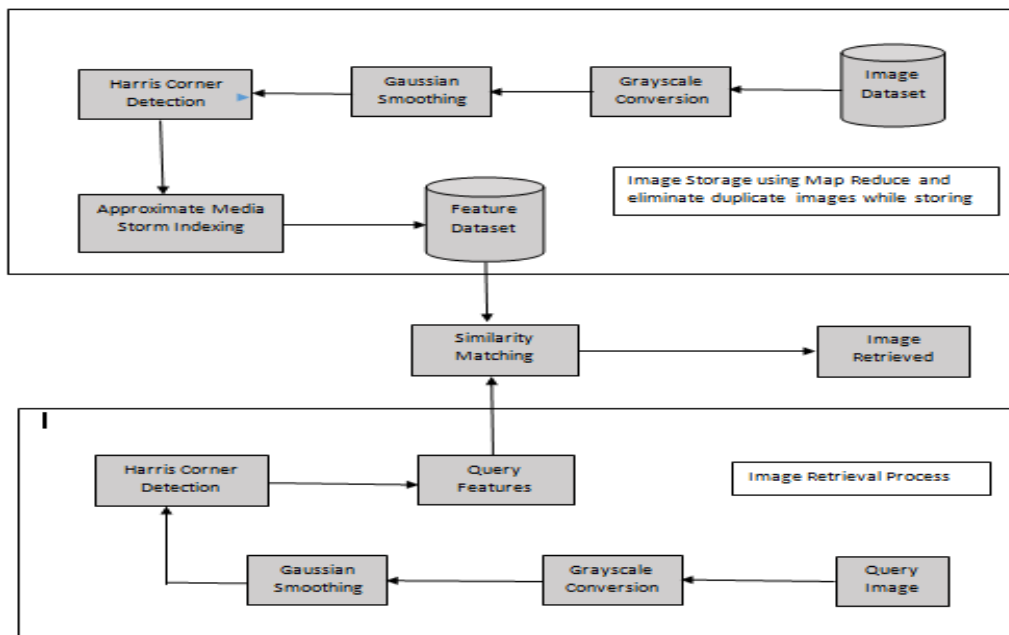 Harris Corner
Detection
Gaussian
Smoothing
Grayscale
Conversion
Image
Dataset
Image Storage using Map Reduce and
eliminate duplicate images while storing
Approximate Media
Storm Indexing
Feature
Dataset
Similarity
Matching
Image
Retrieved
I
Harris Corner
Detection
Query
Features
Image Retrieval Process
Gaussian
Smoothing
Grayscale
Conversion
Query
Image